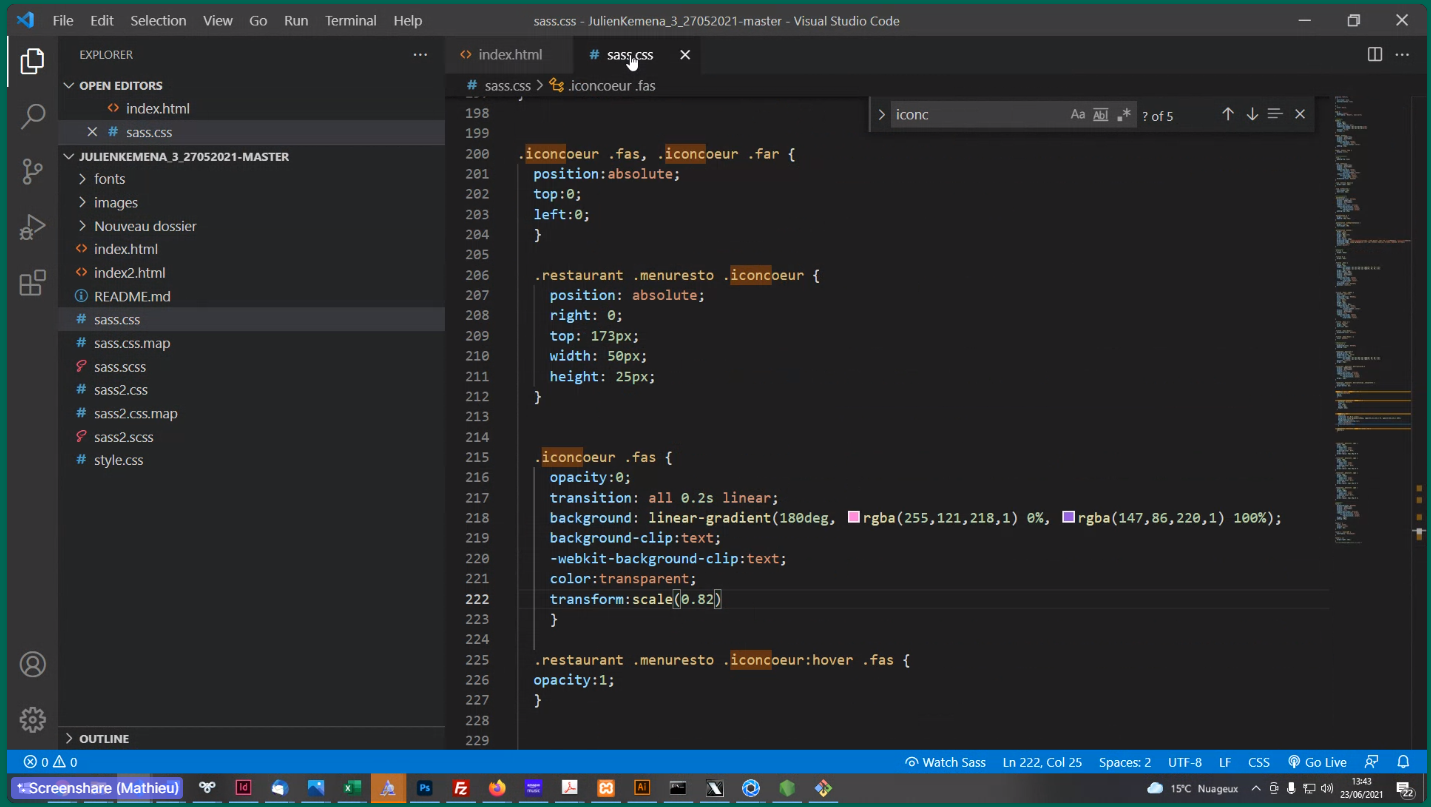 File Edit Selection View Go Run Terminal Help
sass.css - JulienKemena_3_27052021-master - Visual Studio Code
EXPLORER
OPEN EDITORS
index.html
# sass.css
JULIENKEMENA_3_27052021-MASTER
fonts
images
Nouveau dossier
index.html
index2.html
README.md
# sass.css
# sass.css.map
sass.scss
# sass2.css
# sass2.css.map
sass2.scss
# style.css
OUTLINE
index.html
# sass.css
# sass.css > .iconcoeur .fas
iconc
Aa Abl .*
? of 5
198
199
200 .iconcoeur .fas, .iconcoeur .far {
201 position:absolute;
202 top:0;
203 left:0;
204 }
205
206 .restaurant .menuresto .iconcoeur {
207 position: absolute;
208 right: 0;
209 top: 173px;
210 width: 50px;
211 height: 25px;
212 }
213
214
215 .iconcoeur .fas {
216 opacity:0;
217 transition: all 0.2s linear;
218 background: linear-gradient(180deg, rgba(255,121,218,1) 0%, rgba(147,86,220,1) 100%);
219 background-clip:text;
220 -webkit-background-clip:text;
221 color:transparent;
222 transform:scale(0.82)
223 }
224
225 .restaurant .menuresto .iconcoeur:hover .fas {
226 opacity:1;
227 }
228
229
0 0
Watch Sass Ln 222, Col 25 Spaces: 2 UTF-8 LF CSS Go Live
Screenshare (Mathieu)
15°C Nuageux
13:43
23/06/2021
22